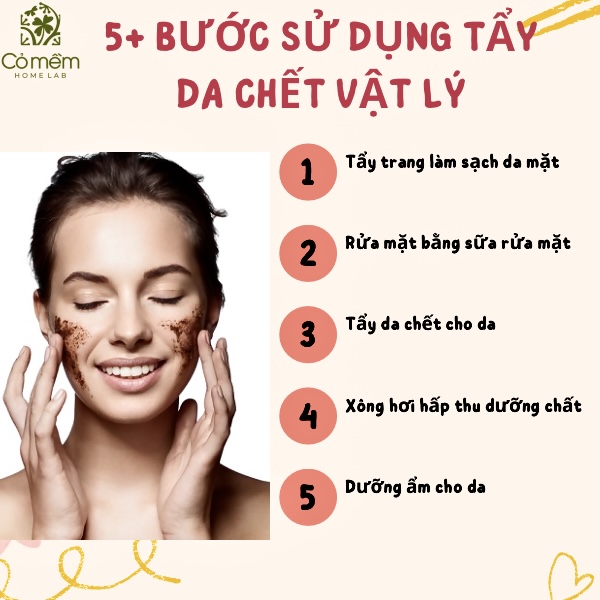 Cỏ mềm
HOME LAB
5+ BƯỚC SỬ DỤNG TẨY
DA CHẾT VẬT LÝ
1 Tẩy trang làm sạch da mặt
2 Rửa mặt bằng sữa rửa mặt
3 Tẩy da chết cho da
4 Xông hơi hấp thu dưỡng chất
5 Dưỡng ẩm cho da